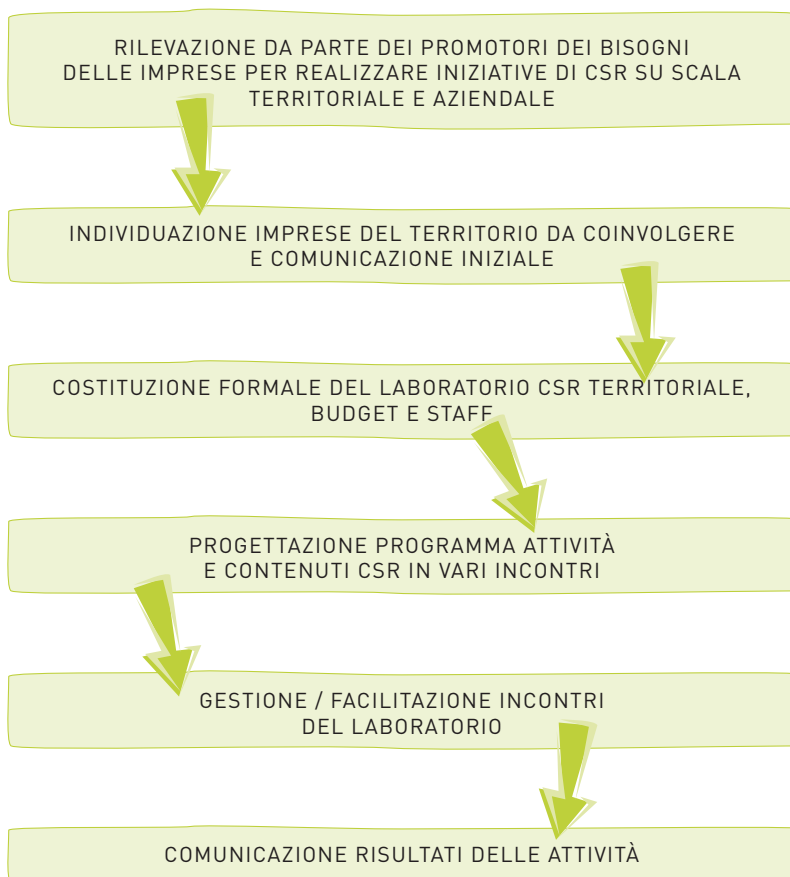 RILEVAZIONE DA PARTE DEI PROMOTORI DEI BISOGNI
DELLE IMPRESE PER REALIZZARE INIZIATIVE DI CSR SU SCALA
TERRITORIALE E AZIENDALE
INDIVIDUAZIONE IMPRESE DEL TERRITORIO DA COINVOLGERE
E COMUNICAZIONE INIZIALE
COSTITUZIONE FORMALE DEL LABORATORIO CSR TERRITORIALE,
BUDGET E STAFF
PROGETTAZIONE PROGRAMMA ATTIVITÀ
E CONTENUTI CSR IN VARI INCONTRI
GESTIONE / FACILITAZIONE INCONTRI
DEL LABORATORIO
COMUNICAZIONE RISULTATI DELLE ATTIVITÀ